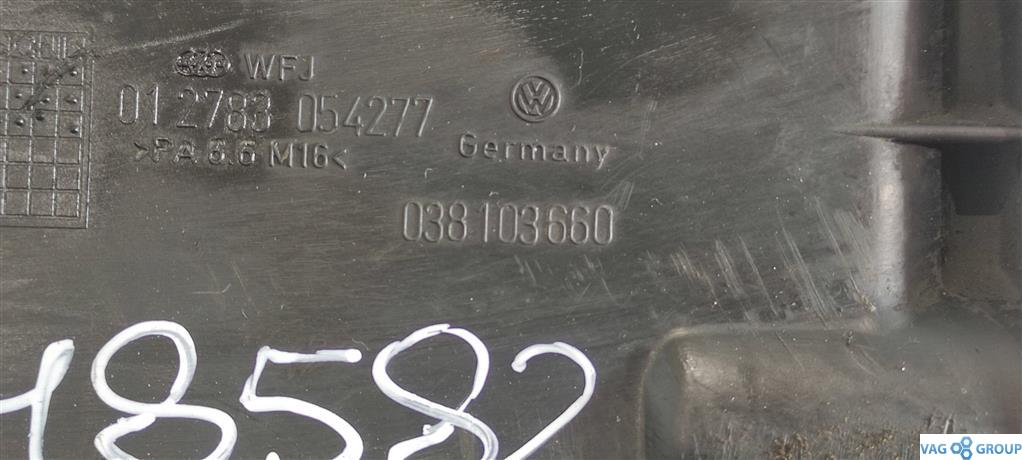 WFJ
01 2783 054277
>PA 6.6 M16<
Germany
038 103 660
18582
VAG GROUP